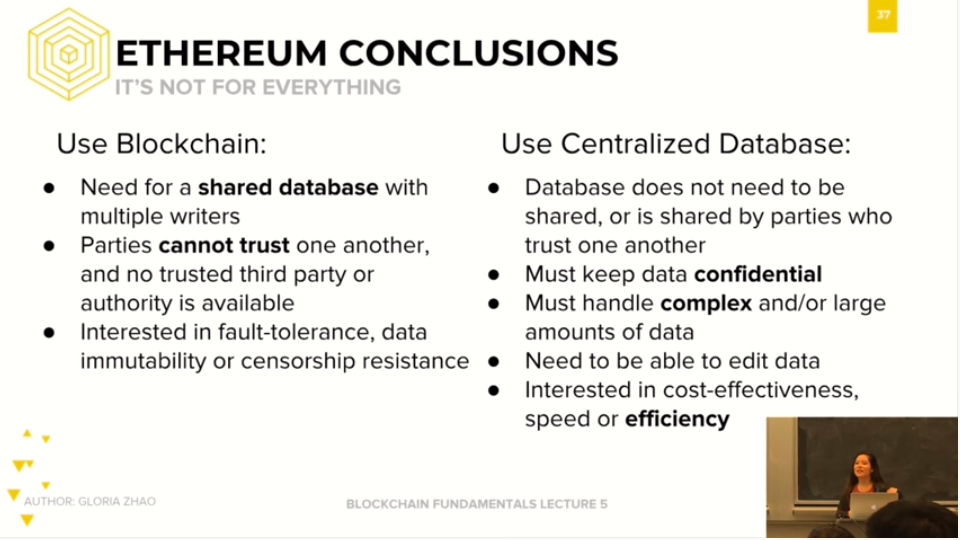 37
ETHEREUM CONCLUSIONS
IT'S NOT FOR EVERYTHING
Use Blockchain:
● Need for a shared database with
multiple writers
● Parties cannot trust one another,
and no trusted third party or
authority is available
● Interested in fault-tolerance, data
immutability or censorship resistance
Use Centralized Database:
● Database does not need to be
shared, or is shared by parties who
trust one another
● Must keep data confidential
● Must handle complex and/or large
amounts of data
● Need to be able to edit data
● Interested in cost-effectiveness,
speed or efficiency
AUTHOR: GLORIA ZHAO
BLOCKCHAIN FUNDAMENTALS LECTURE 5